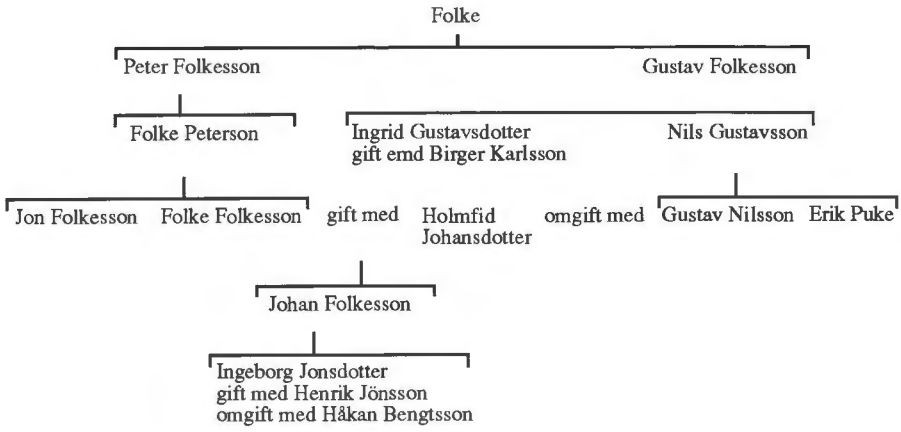 Folke
Peter Folkesson Gustav Folkesson
Folke Peterson Ingrid Gustavsdotter Nils Gustavsson
gift emd Birger Karlsson
Jon Folkesson Folke Folkesson gift med Holmfid omgift med Gustav Nilsson Erik Puke
Johansdotter
Johan Folkesson
Ingeborg Jonsdotter
gift med Henrik Jönsson
omgift med Håkan Bengtsson